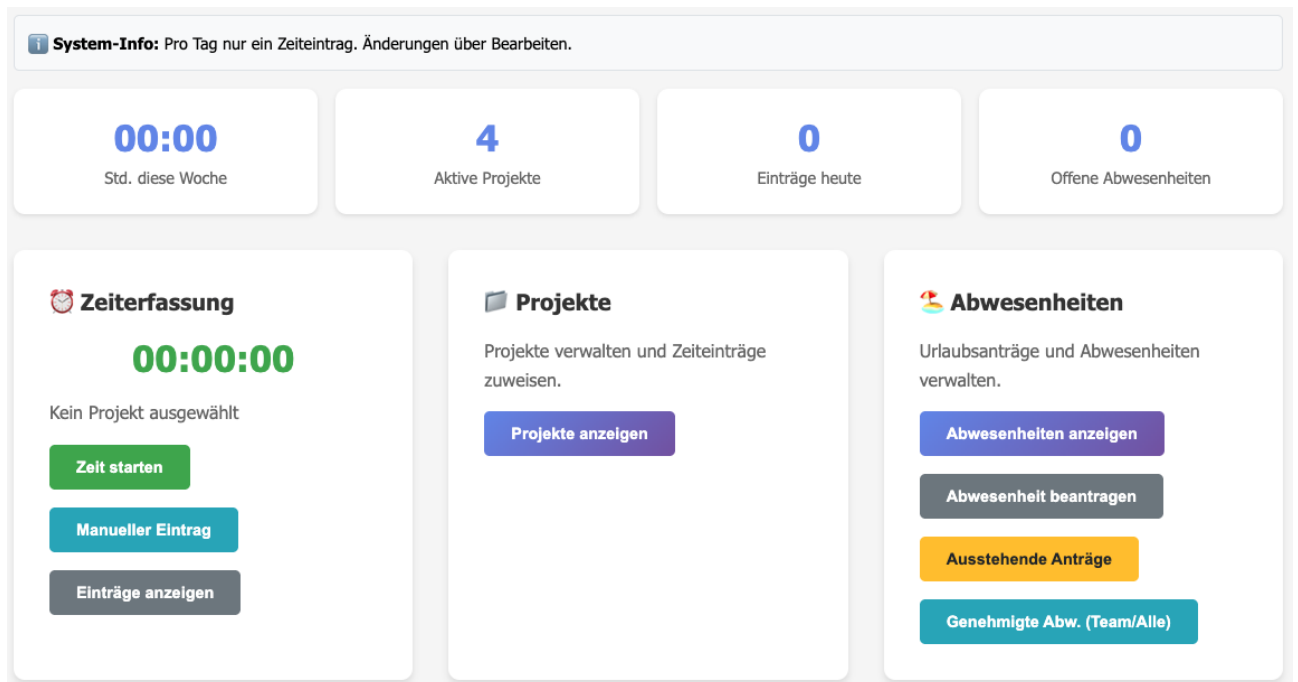 System-Info: Pro Tag nur ein Zeiteintrag. Änderungen über Bearbeiten.
00:00
Std. diese Woche
4
Aktive Projekte
0
Einträge heute
0
Offene Abwesenheiten
Zeiterfassung
00:00:00
Kein Projekt ausgewählt
Zeit starten
Manueller Eintrag
Einträge anzeigen
Projekte
Projekte verwalten und Zeiteinträge
zuweisen.
Projekte anzeigen
Abwesenheiten
Urlaubsanträge und Abwesenheiten
verwalten.
Abwesenheiten anzeigen
Abwesenheit beantragen
Ausstehende Anträge
Genehmigte Abw. (Team/Alle)